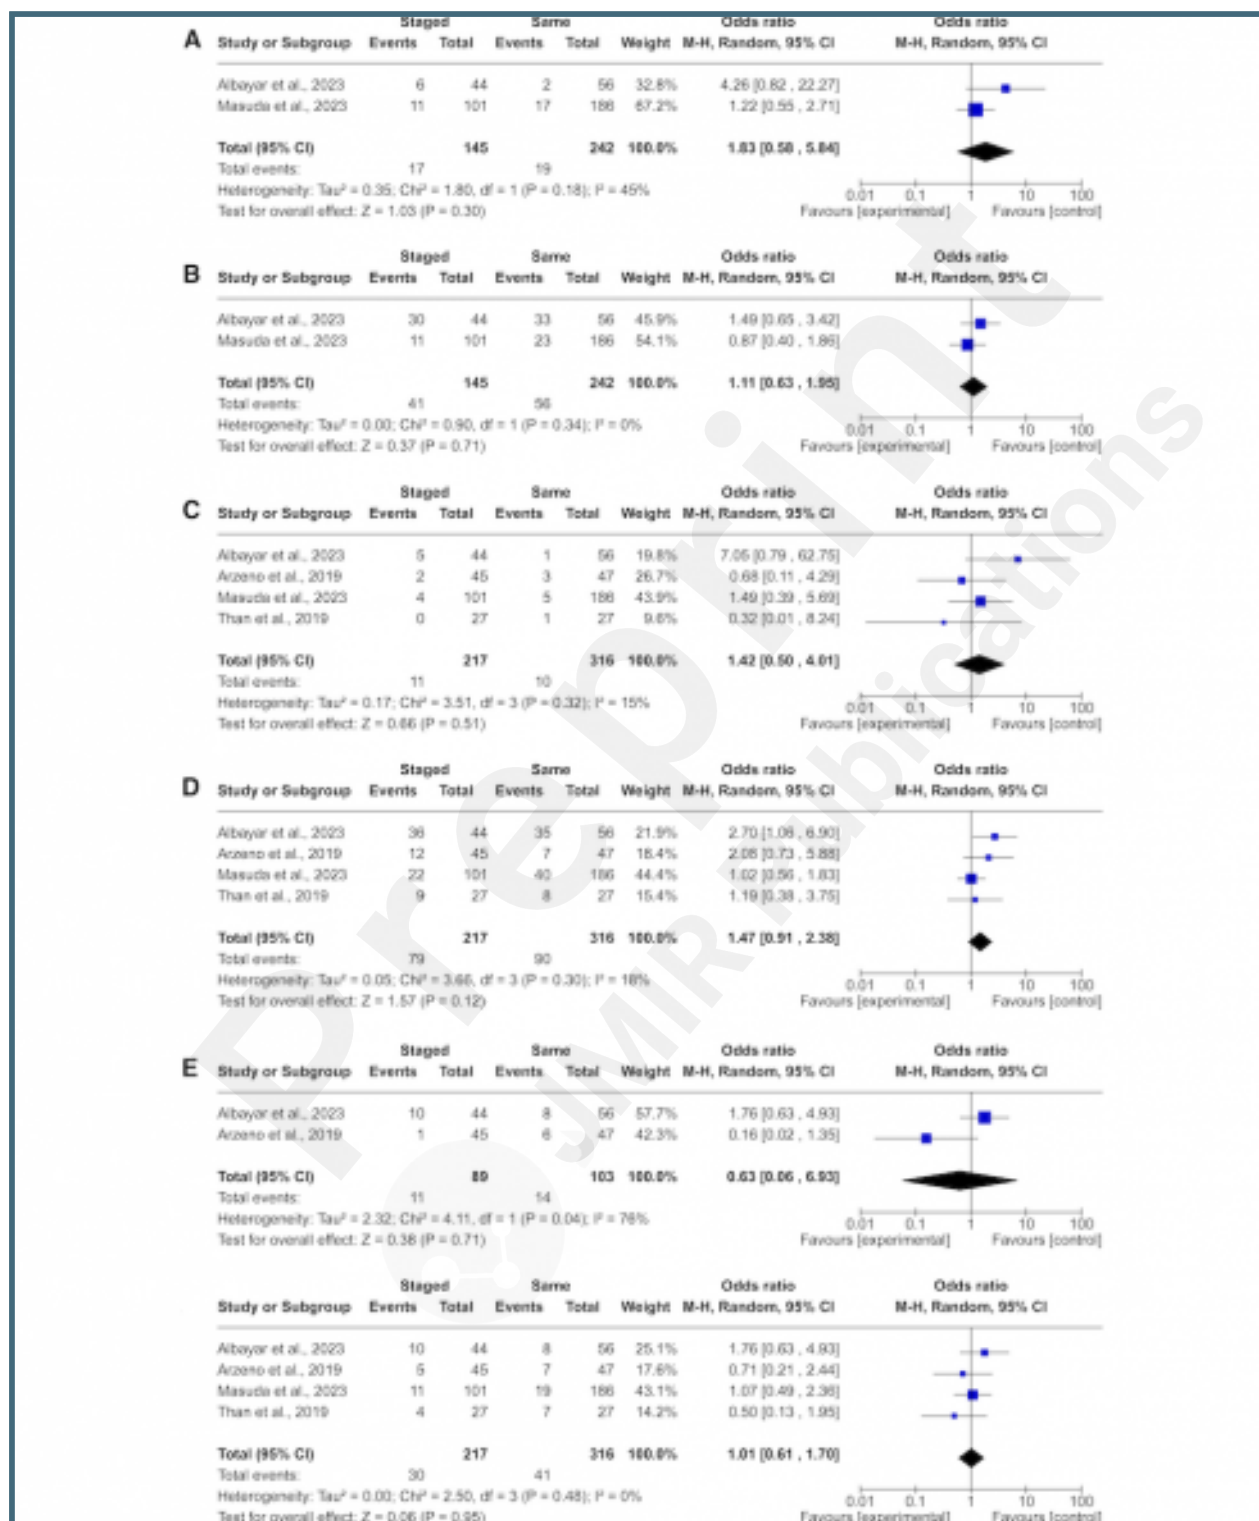 Staged Same Odds ratio Odds ratio
A Study or Subgroup Events Total Events Total Weight M-H, Random, 95% CI M-H, Random, 95% CI
Albayar et al., 2023 6 44 2 56 32.8% 4.26 [0.82 , 22.27]
Masuda et al., 2023 11 101 17 186 67.2% 1.22 [0.55 , 2.71]
Total (95% CI) 145 242 100.0% 1.83 [0.58 , 5.84]
Total events: 17 19
Heterogeneity: Tau² = 0.35; Chi² = 1.80, df = 1 (P = 0.18); I² = 45%
Test for overall effect: Z = 1.03 (P = 0.30)
0.01 0.1 1 10 100
Favours [experimental] Favours [control]
Staged Same Odds ratio Odds ratio
B Study or Subgroup Events Total Events Total Weight M-H, Random, 95% CI M-H, Random, 95% CI
Albayar et al., 2023 30 44 33 56 45.9% 1.49 [0.65 , 3.42]
Masuda et al., 2023 11 101 23 186 54.1% 0.87 [0.40 , 1.86]
Total (95% CI) 145 242 100.0% 1.11 [0.63 , 1.95]
Total events: 41 56
Heterogeneity: Tau² = 0.00; Chi² = 0.90, df = 1 (P = 0.34); I² = 0%
Test for overall effect: Z = 0.37 (P = 0.71)
0.01 0.1 1 10 100
Favours [experimental] Favours [control]
Staged Same Odds ratio Odds ratio
C Study or Subgroup Events Total Events Total Weight M-H, Random, 95% CI M-H, Random, 95% CI
Albayar et al., 2023 5 44 1 56 19.8% 7.05 [0.79 , 62.75]
Arzeno et al., 2019 2 45 3 47 26.7% 0.68 [0.11 , 4.29]
Masuda et al., 2023 4 101 5 186 43.9% 1.49 [0.39 , 5.69]
Than et al., 2019 0 27 1 27 9.6% 0.32 [0.01 , 8.24]
Total (95% CI) 217 316 100.0% 1.42 [0.50 , 4.01]
Total events: 11 10
Heterogeneity: Tau² = 0.17; Chi² = 3.51, df = 3 (P = 0.32); I² = 15%
Test for overall effect: Z = 0.66 (P = 0.51)
0.01 0.1 1 10 100
Favours [experimental] Favours [control]
Staged Same Odds ratio Odds ratio
D Study or Subgroup Events Total Events Total Weight M-H, Random, 95% CI M-H, Random, 95% CI
Albayar et al., 2023 36 44 35 56 21.9% 2.70 [1.06 , 6.90]
Arzeno et al., 2019 12 45 7 47 18.4% 2.08 [0.73 , 5.88]
Masuda et al., 2023 22 101 40 186 44.4% 1.02 [0.56 , 1.83]
Than et al., 2019 9 27 8 27 15.4% 1.19 [0.38 , 3.75]
Total (95% CI) 217 316 100.0% 1.47 [0.91 , 2.38]
Total events: 79 90
Heterogeneity: Tau² = 0.05; Chi² = 3.66, df = 3 (P = 0.30); I² = 18%
Test for overall effect: Z = 1.57 (P = 0.12)
0.01 0.1 1 10 100
Favours [experimental] Favours [control]
Staged Same Odds ratio Odds ratio
E Study or Subgroup Events Total Events Total Weight M-H, Random, 95% CI M-H, Random, 95% CI
Albayar et al., 2023 10 44 8 56 57.7% 1.76 [0.63 , 4.93]
Arzeno et al., 2019 1 45 6 47 42.3% 0.16 [0.02 , 1.35]
Total (95% CI) 89 103 100.0% 0.63 [0.06 , 6.93]
Total events: 11 14
Heterogeneity: Tau² = 2.32; Chi² = 4.11, df = 1 (P = 0.04); I² = 76%
Test for overall effect: Z = 0.38 (P = 0.71)
0.01 0.1 1 10 100
Favours [experimental] Favours [control]
Staged Same Odds ratio Odds ratio
Study or Subgroup Events Total Events Total Weight M-H, Random, 95% CI M-H, Random, 95% CI
Albayar et al., 2023 10 44 8 56 25.1% 1.76 [0.63 , 4.93]
Arzeno et al., 2019 5 45 7 47 17.6% 0.71 [0.21 , 2.44]
Masuda et al., 2023 11 101 19 186 43.1% 1.07 [0.49 , 2.36]
Than et al., 2019 4 27 7 27 14.2% 0.50 [0.13 , 1.95]
Total (95% CI) 217 316 100.0% 1.01 [0.61 , 1.70]
Total events: 30 41
Heterogeneity: Tau² = 0.00; Chi² = 2.50, df = 3 (P = 0.48); I² = 0%
Test for overall effect: Z = 0.06 (P = 0.95)
0.01 0.1 1 10 100
Favours [experimental] Favours [control]
Preprint
JMIR Publications